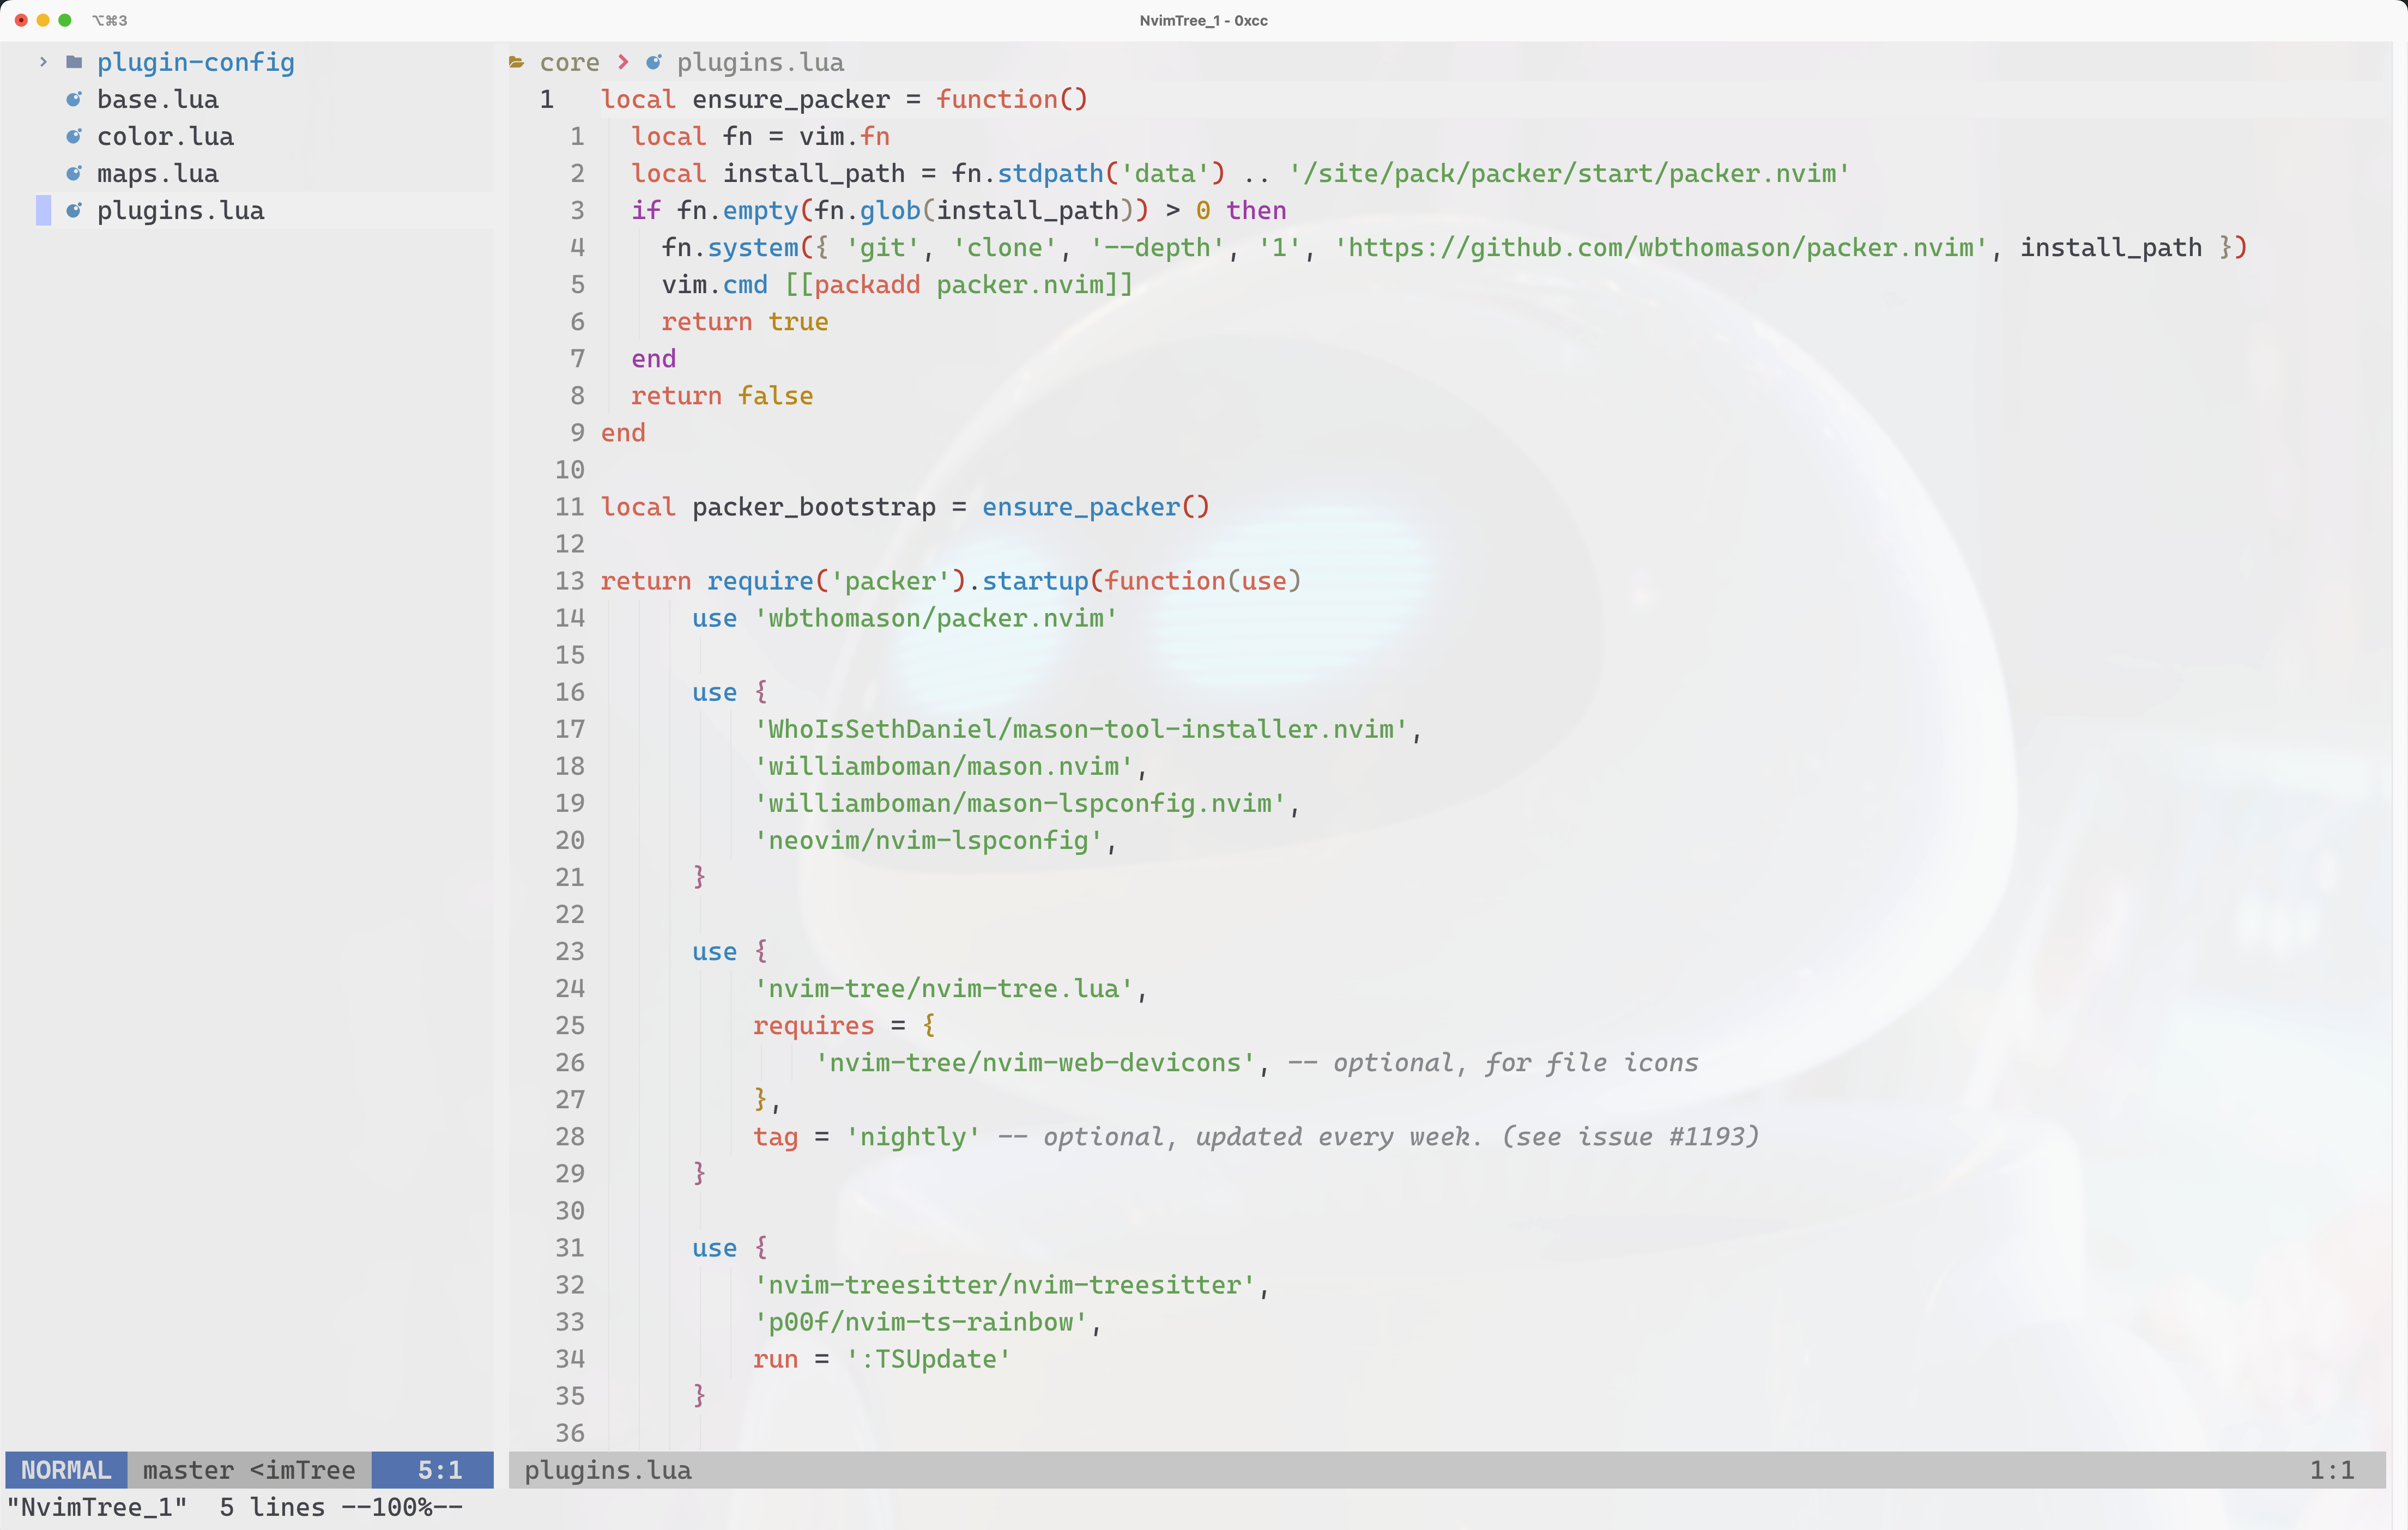 ⌥⌘3
NvimTree_1 - 0xcc
plugin-config
base.lua
color.lua
maps.lua
plugins.lua
core > plugins.lua
1 local ensure_packer = function()
1 local fn = vim.fn
2 local install_path = fn.stdpath('data') .. '/site/pack/packer/start/packer.nvim'
3 if fn.empty(fn.glob(install_path)) > 0 then
4 fn.system({ 'git', 'clone', '--depth', '1', 'https://github.com/wbthomason/packer.nvim', install_path })
5 vim.cmd [[packadd packer.nvim]]
6 return true
7 end
8 return false
9 end
10
11 local packer_bootstrap = ensure_packer()
12
13 return require('packer').startup(function(use)
14 use 'wbthomason/packer.nvim'
15
16 use {
17 'WhoIsSethDaniel/mason-tool-installer.nvim',
18 'williamboman/mason.nvim',
19 'williamboman/mason-lspconfig.nvim',
20 'neovim/nvim-lspconfig',
21 }
22
23 use {
24 'nvim-tree/nvim-tree.lua',
25 requires = {
26 'nvim-tree/nvim-web-devicons', -- optional, for file icons
27 },
28 tag = 'nightly' -- optional, updated every week. (see issue #1193)
29 }
30
31 use {
32 'nvim-treesitter/nvim-treesitter',
33 'p00f/nvim-ts-rainbow',
34 run = ':TSUpdate'
35 }
36
NORMAL master <imTree 5:1
plugins.lua 1:1
"NvimTree_1" 5 lines --100%--